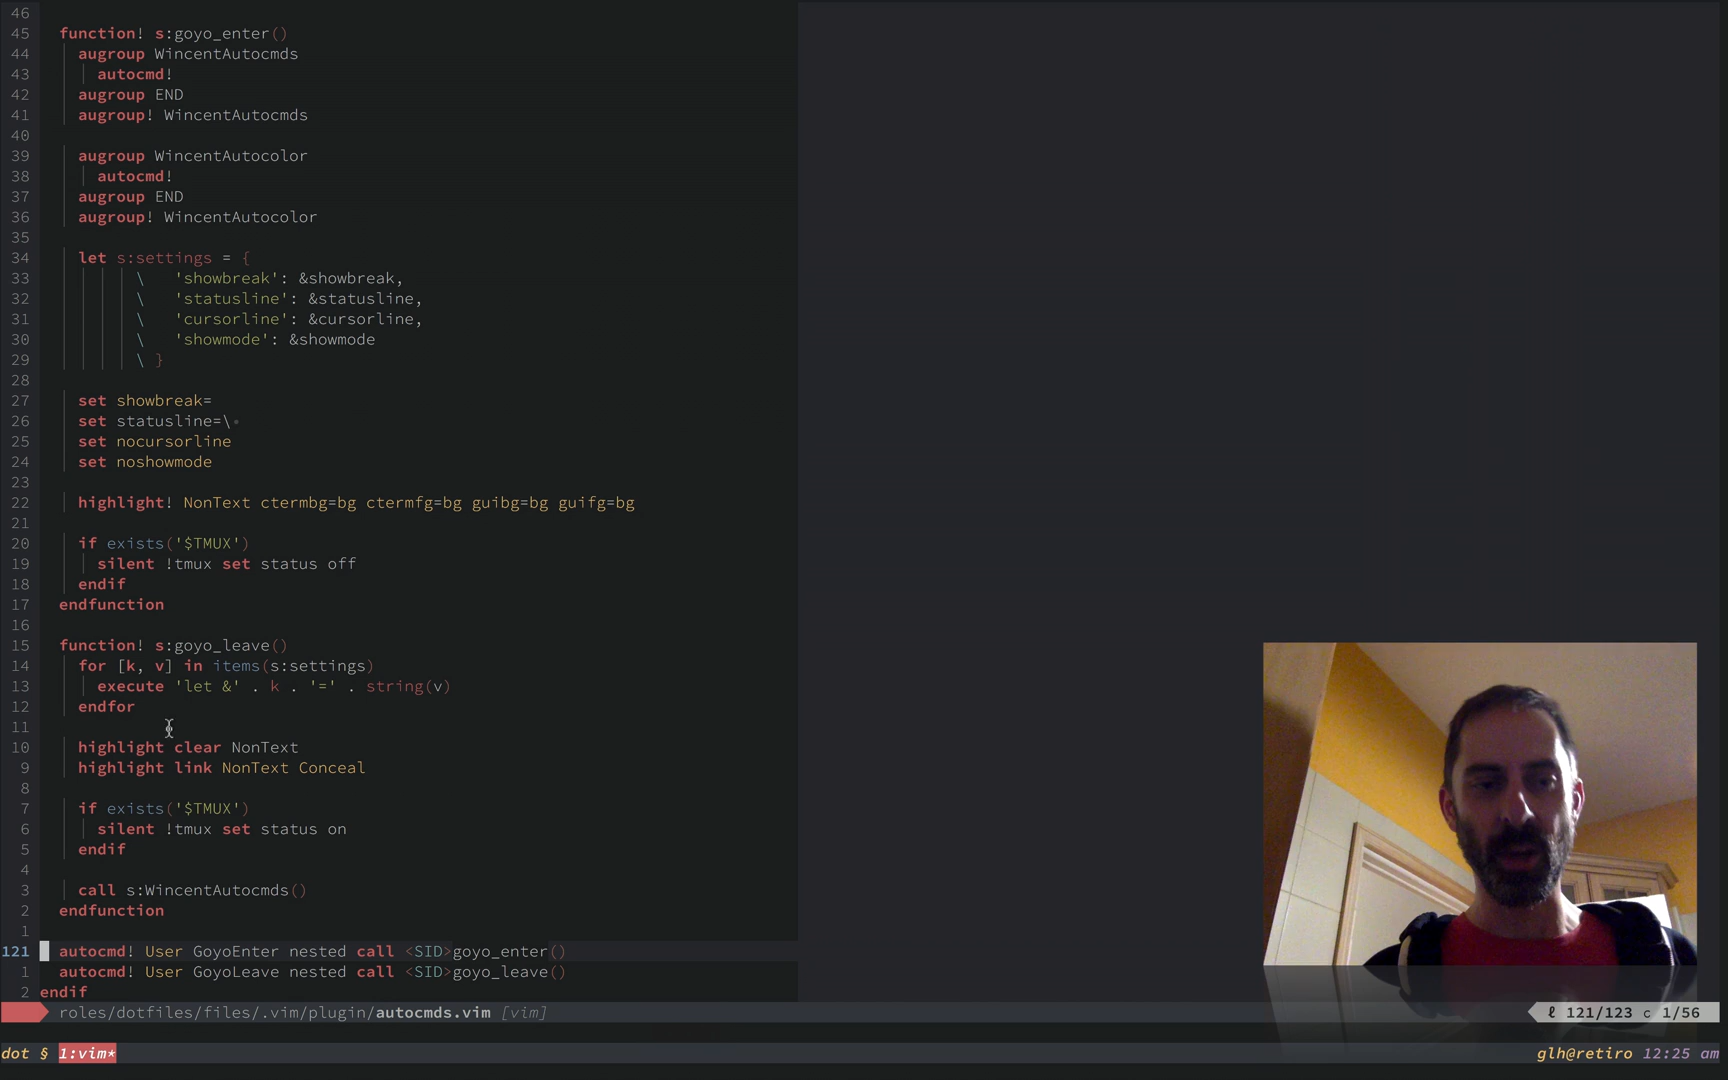 46
45 function! s:goyo_enter()
44 augroup WincentAutocmds
43 autocmd!
42 augroup END
41 augroup! WincentAutocmds
40
39 augroup WincentAutocolor
38 autocmd!
37 augroup END
36 augroup! WincentAutocolor
35
34 let s:settings = {
33 \ 'showbreak': &showbreak,
32 \ 'statusline': &statusline,
31 \ 'cursorline': &cursorline,
30 \ 'showmode': &showmode
29 \ }
28
27 set showbreak=
26 set statusline=\•
25 set nocursorline
24 set noshowmode
23
22 highlight! NonText ctermbg=bg ctermfg=bg guibg=bg guifg=bg
21
20 if exists('$TMUX')
19 silent !tmux set status off
18 endif
17 endfunction
16
15 function! s:goyo_leave()
14 for [k, v] in items(s:settings)
13 execute 'let &' . k . '=' . string(v)
12 endfor
11
10 highlight clear NonText
9 highlight link NonText Conceal
8
7 if exists('$TMUX')
6 silent !tmux set status on
5 endif
4
3 call s:WincentAutocmds()
2 endfunction
1
121 autocmd! User GoyoEnter nested call <SID>goyo_enter()
1 autocmd! User GoyoLeave nested call <SID>goyo_leave()
2 endif
roles/dotfiles/files/.vim/plugin/autocmds.vim [vim] ℓ 121/123 c 1/56
dot § 1:vim* glh@retiro 12:25 am